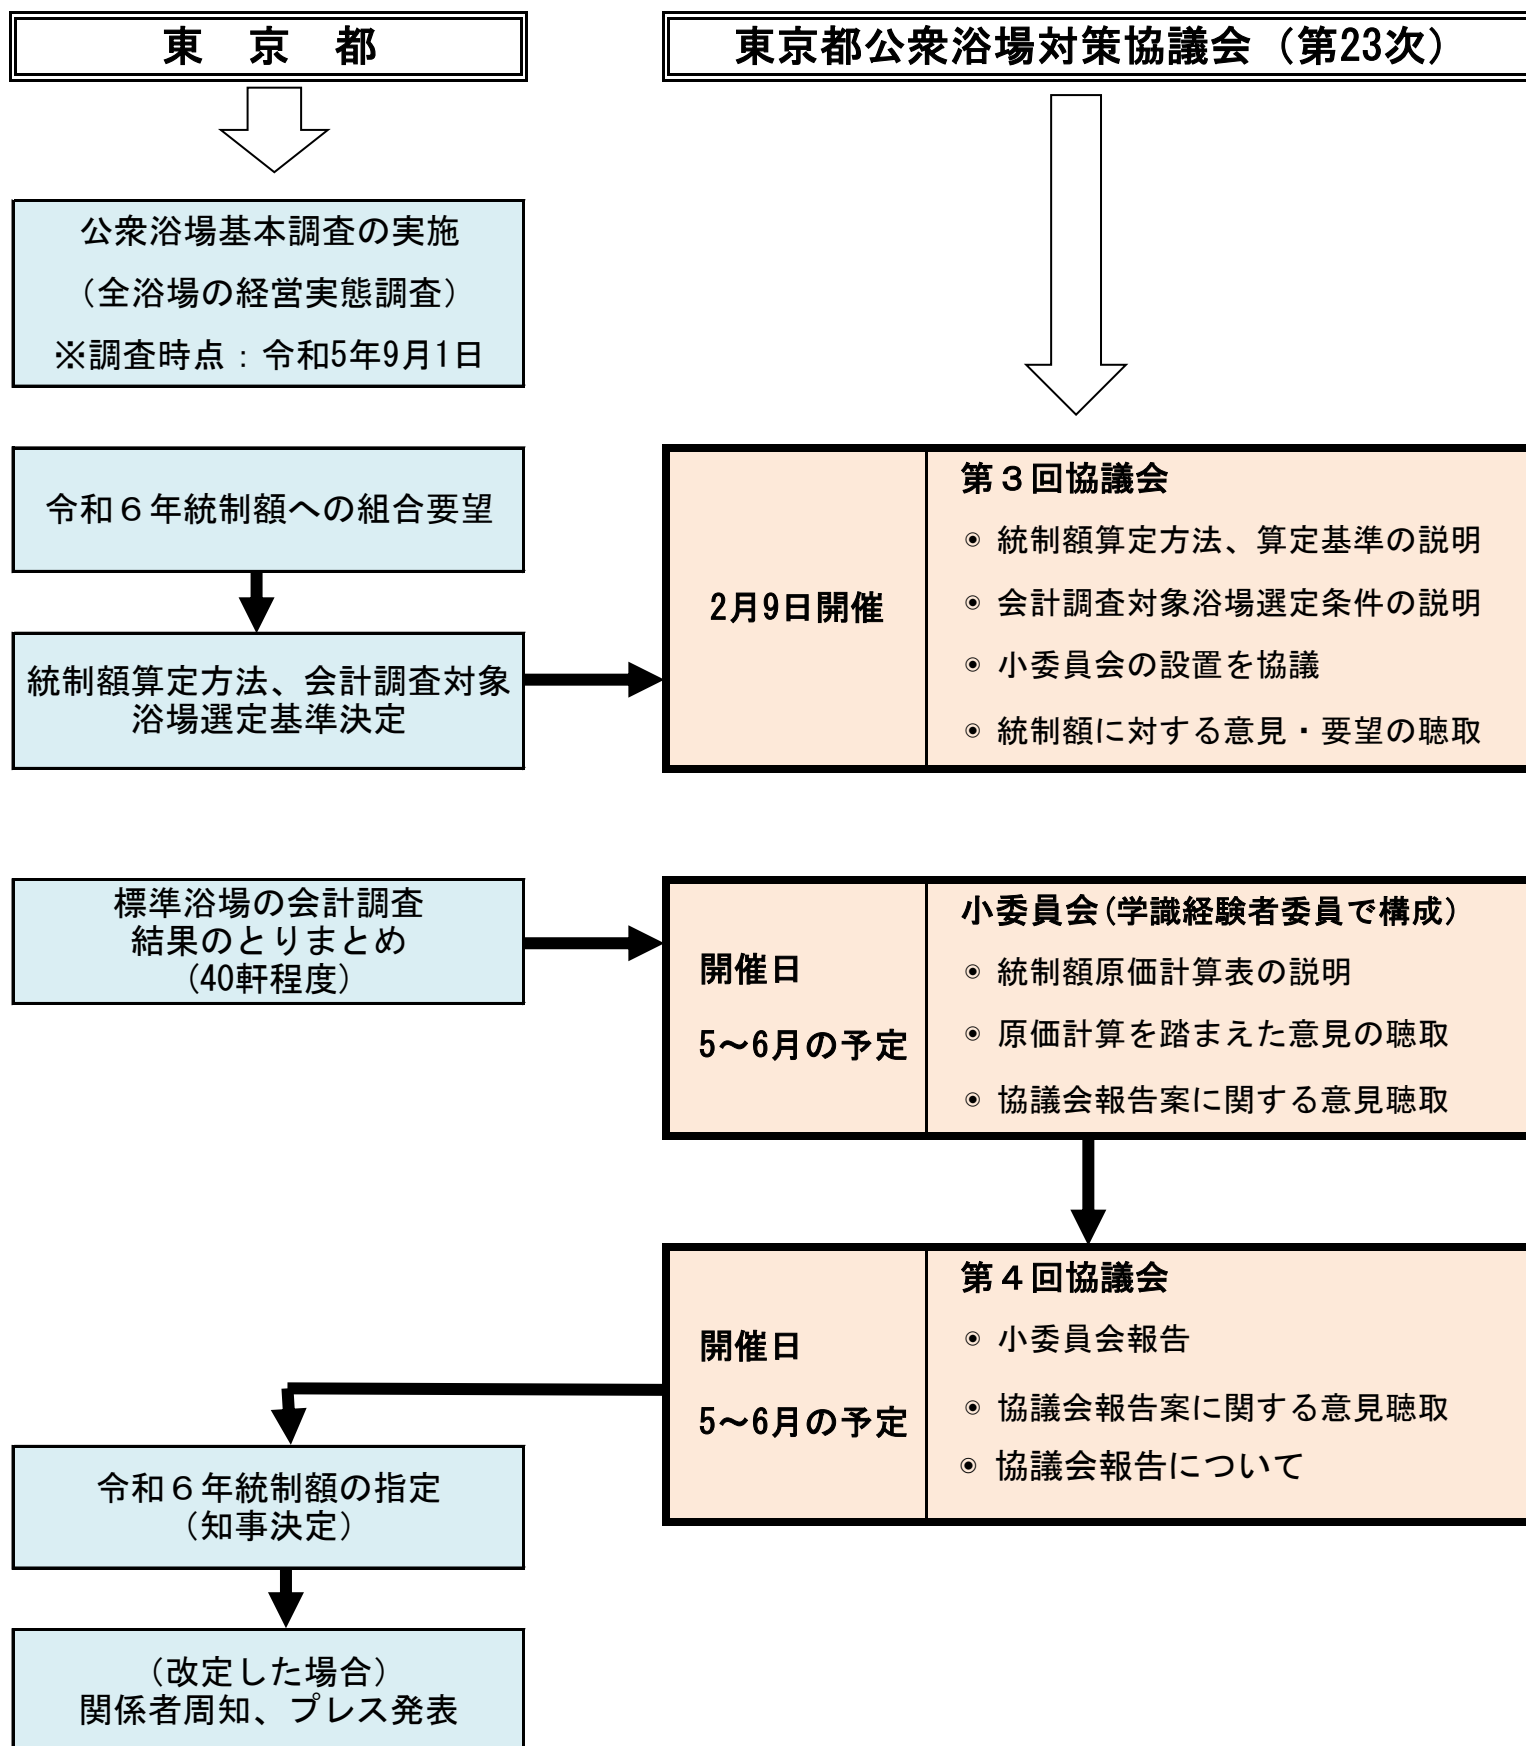 東　京　都
東京都公衆浴場対策協議会（第23次）
公衆浴場基本調査の実施
（全浴場の経営実態調査）
※調査時点：令和5年9月1日
令和６年統制額への組合要望
統制額算定方法、会計調査対象
浴場選定基準決定
2月9日開催
第３回協議会
◉ 統制額算定方法、算定基準の説明
◉ 会計調査対象浴場選定条件の説明
◉ 小委員会の設置を協議
◉ 統制額に対する意見・要望の聴取
標準浴場の会計調査
結果のとりまとめ
（40軒程度）
開催日
5～6月の予定
小委員会（学識経験者委員で構成）
◉ 統制額原価計算表の説明
◉ 原価計算を踏まえた意見の聴取
◉ 協議会報告案に関する意見聴取
開催日
5～6月の予定
第４回協議会
◉ 小委員会報告
◉ 協議会報告案に関する意見聴取
◉ 協議会報告について
令和６年統制額の指定
（知事決定）
（改定した場合）
関係者周知、プレス発表